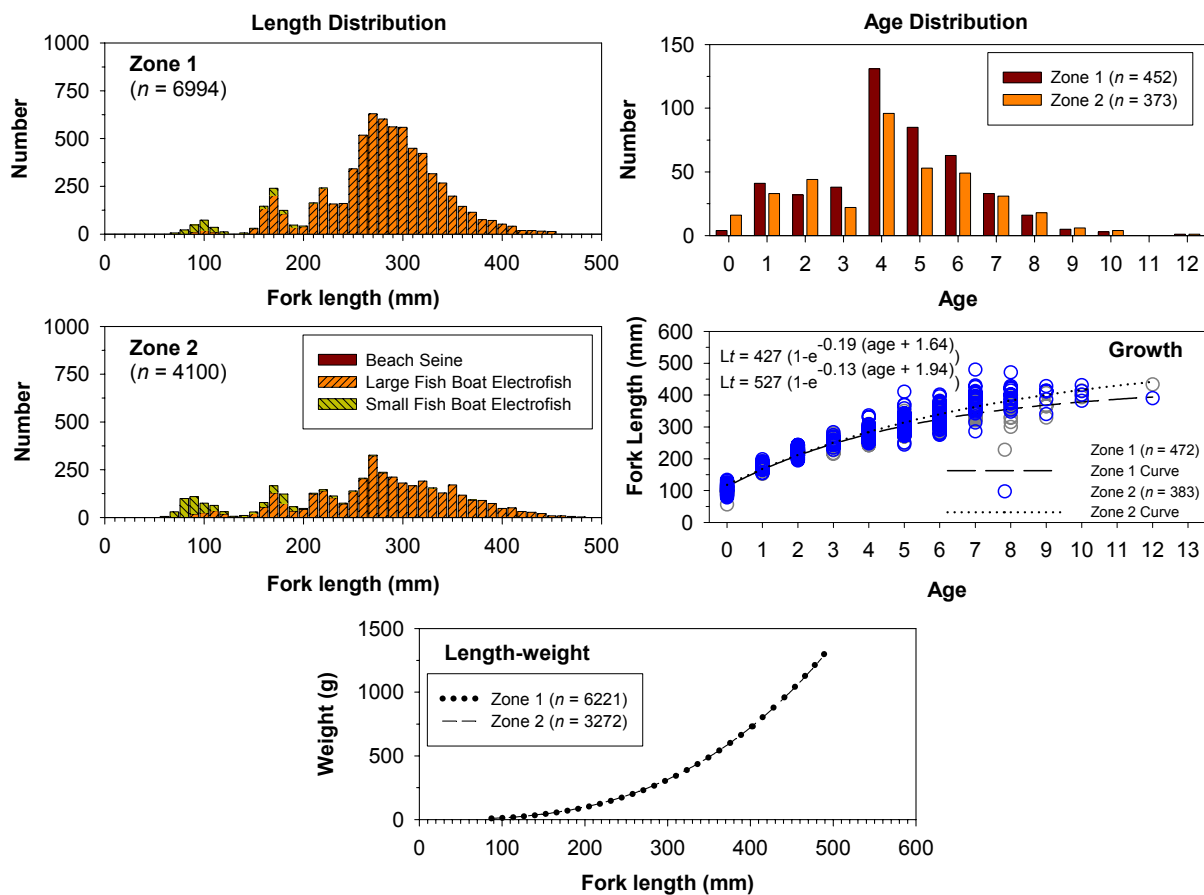 Length Distribution
1000
750
500
250
0
Number
Zone 1
(n = 6994)
0 100 200 300 400 500
Fork length (mm)
Age Distribution
150
100
50
0
Number
Zone 1 (n = 452)
Zone 2 (n = 373)
0 1 2 3 4 5 6 7 8 9 10 11 12
Age
1000
750
500
250
0
Number
Zone 2
(n = 4100)
Beach Seine
Large Fish Boat Electrofish
Small Fish Boat Electrofish
0 100 200 300 400 500
Fork length (mm)
600
500
400
300
200
100
0
Fork Length (mm)
Lt = 427 (1-e-0.19 (age + 1.64))
Lt = 527 (1-e-0.13 (age + 1.94))
Growth
Zone 1 (n = 472)
Zone 1 Curve
Zone 2 (n = 383)
Zone 2 Curve
0 1 2 3 4 5 6 7 8 9 10 11 12 13
Age
1500
1000
500
0
Weight (g)
Length-weight
Zone 1 (n = 6221)
Zone 2 (n = 3272)
0 100 200 300 400 500 600
Fork length (mm)